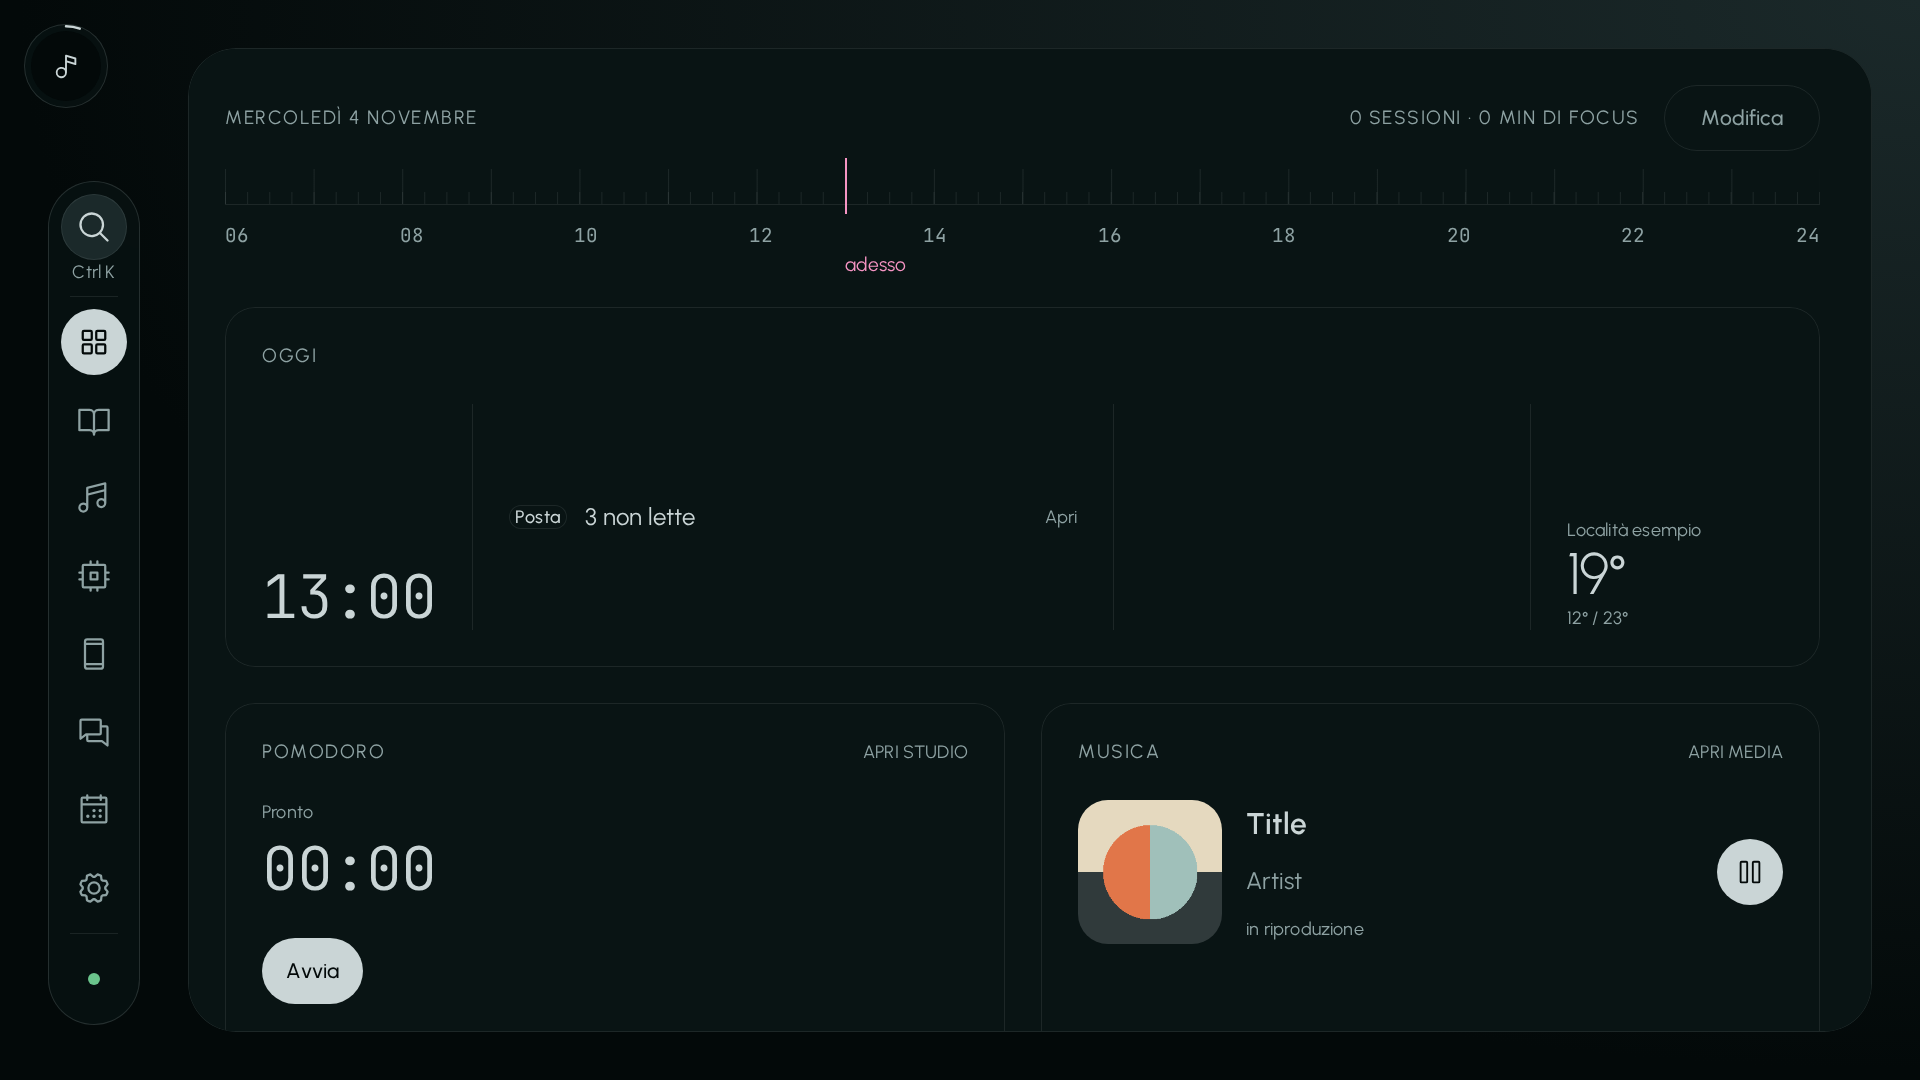 MERCOLEDÌ 4 NOVEMBRE
0 SESSIONI · 0 MIN DI FOCUS
Modifica
Ctrl K
06 08 10 12 14 16 18 20 22 24
adesso
OGGI
13:00
Posta 3 non lette Apri
Località esempio
19°
12° / 23°
POMODORO
APRI STUDIO
Pronto
00:00
Avvia
MUSICA
APRI MEDIA
Title
Artist
in riproduzione